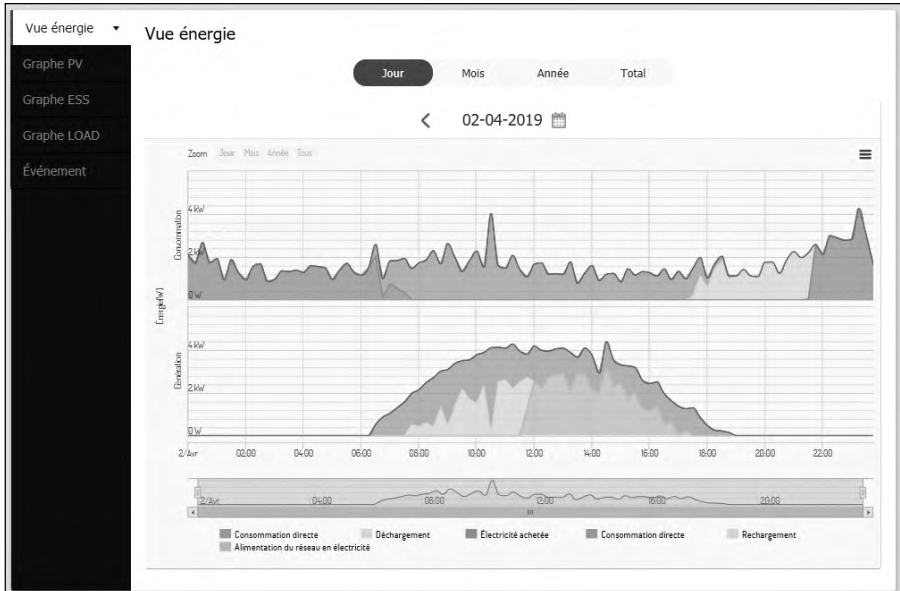 Vue énergie
Graphe PV
Graphe ESS
Graphe LOAD
Événement
Vue énergie
Jour Mois Année Total
02-04-2019
Zoom Jour Mois Année Tous
Consommation
4 kW
2 kW
0 W
Énergie[W]
Génération
4 kW
2 kW
0 W
2/Avr 02:00 04:00 06:00 08:00 10:00 12:00 14:00 16:00 18:00 20:00 22:00
2/Avr 04:00 08:00 12:00 16:00 20:00
Consommation directe Déchargement Électricité achetée Consommation directe Rechargement
Alimentation du réseau en électricité